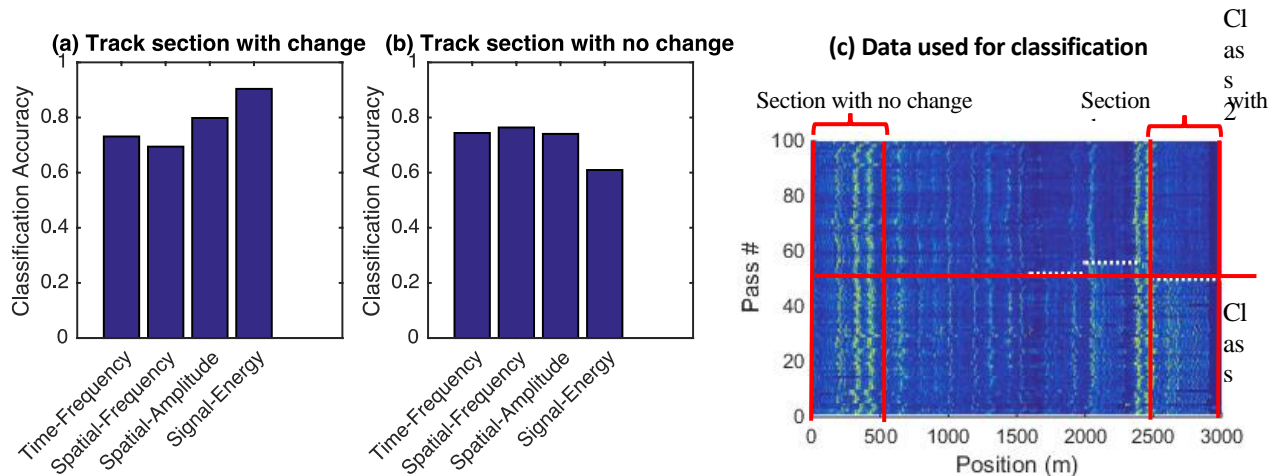 (a) Track section with change
1
0.8
0.6
0.4
0.2
0
Classification Accuracy
Time-Frequency
Spatial-Frequency
Spatial-Amplitude
Signal-Energy
(b) Track section with no change
1
0.8
0.6
0.4
0.2
0
Classification Accuracy
Time-Frequency
Spatial-Frequency
Spatial-Amplitude
Signal-Energy
(c) Data used for classification
Section with no change
Section with
Cl
as
s
2
100
80
60
40
20
0
Pass #
Cl
as
s
0 500 1000 1500 2000 2500 3000
Position (m)